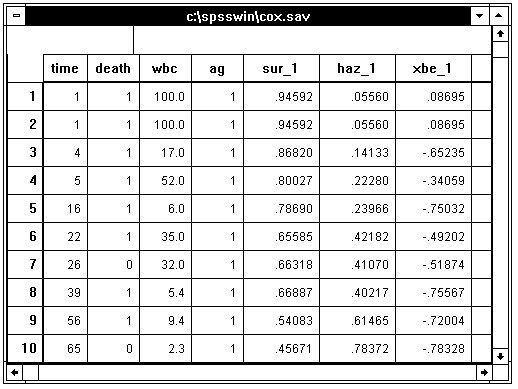 c:\spsswin\cox.sav
time death wbc ag sur_1 haz_1 xbe_1
1 1 1 100.0 1 .94592 .05560 .08695
2 1 1 100.0 1 .94592 .05560 .08695
3 4 1 17.0 1 .86820 .14133 -.65235
4 5 1 52.0 1 .80027 .22280 -.34059
5 16 1 6.0 1 .78690 .23966 -.75032
6 22 1 35.0 1 .65585 .42182 -.49202
7 26 0 32.0 1 .66318 .41070 -.51874
8 39 1 5.4 1 .66887 .40217 -.75567
9 56 1 9.4 1 .54083 .61465 -.72004
10 65 0 2.3 1 .45671 .78372 -.78328